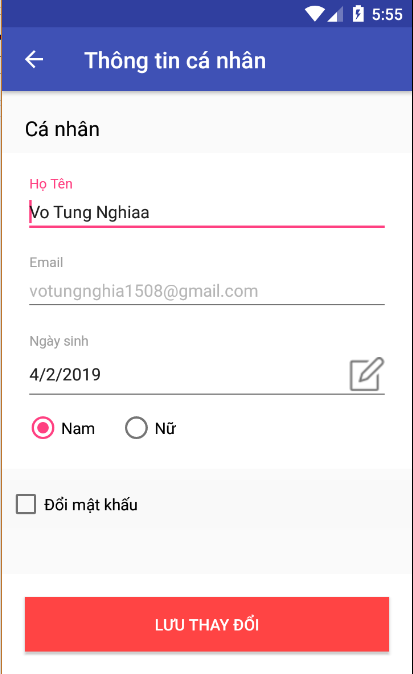 5:55
Thông tin cá nhân
Cá nhân
Họ Tên
Vo Tung Nghiaa
Email
votungnghia1508@gmail.com
Ngày sinh
4/2/2019
Nam Nữ
Đổi mật khấu
LƯU THAY ĐỔI